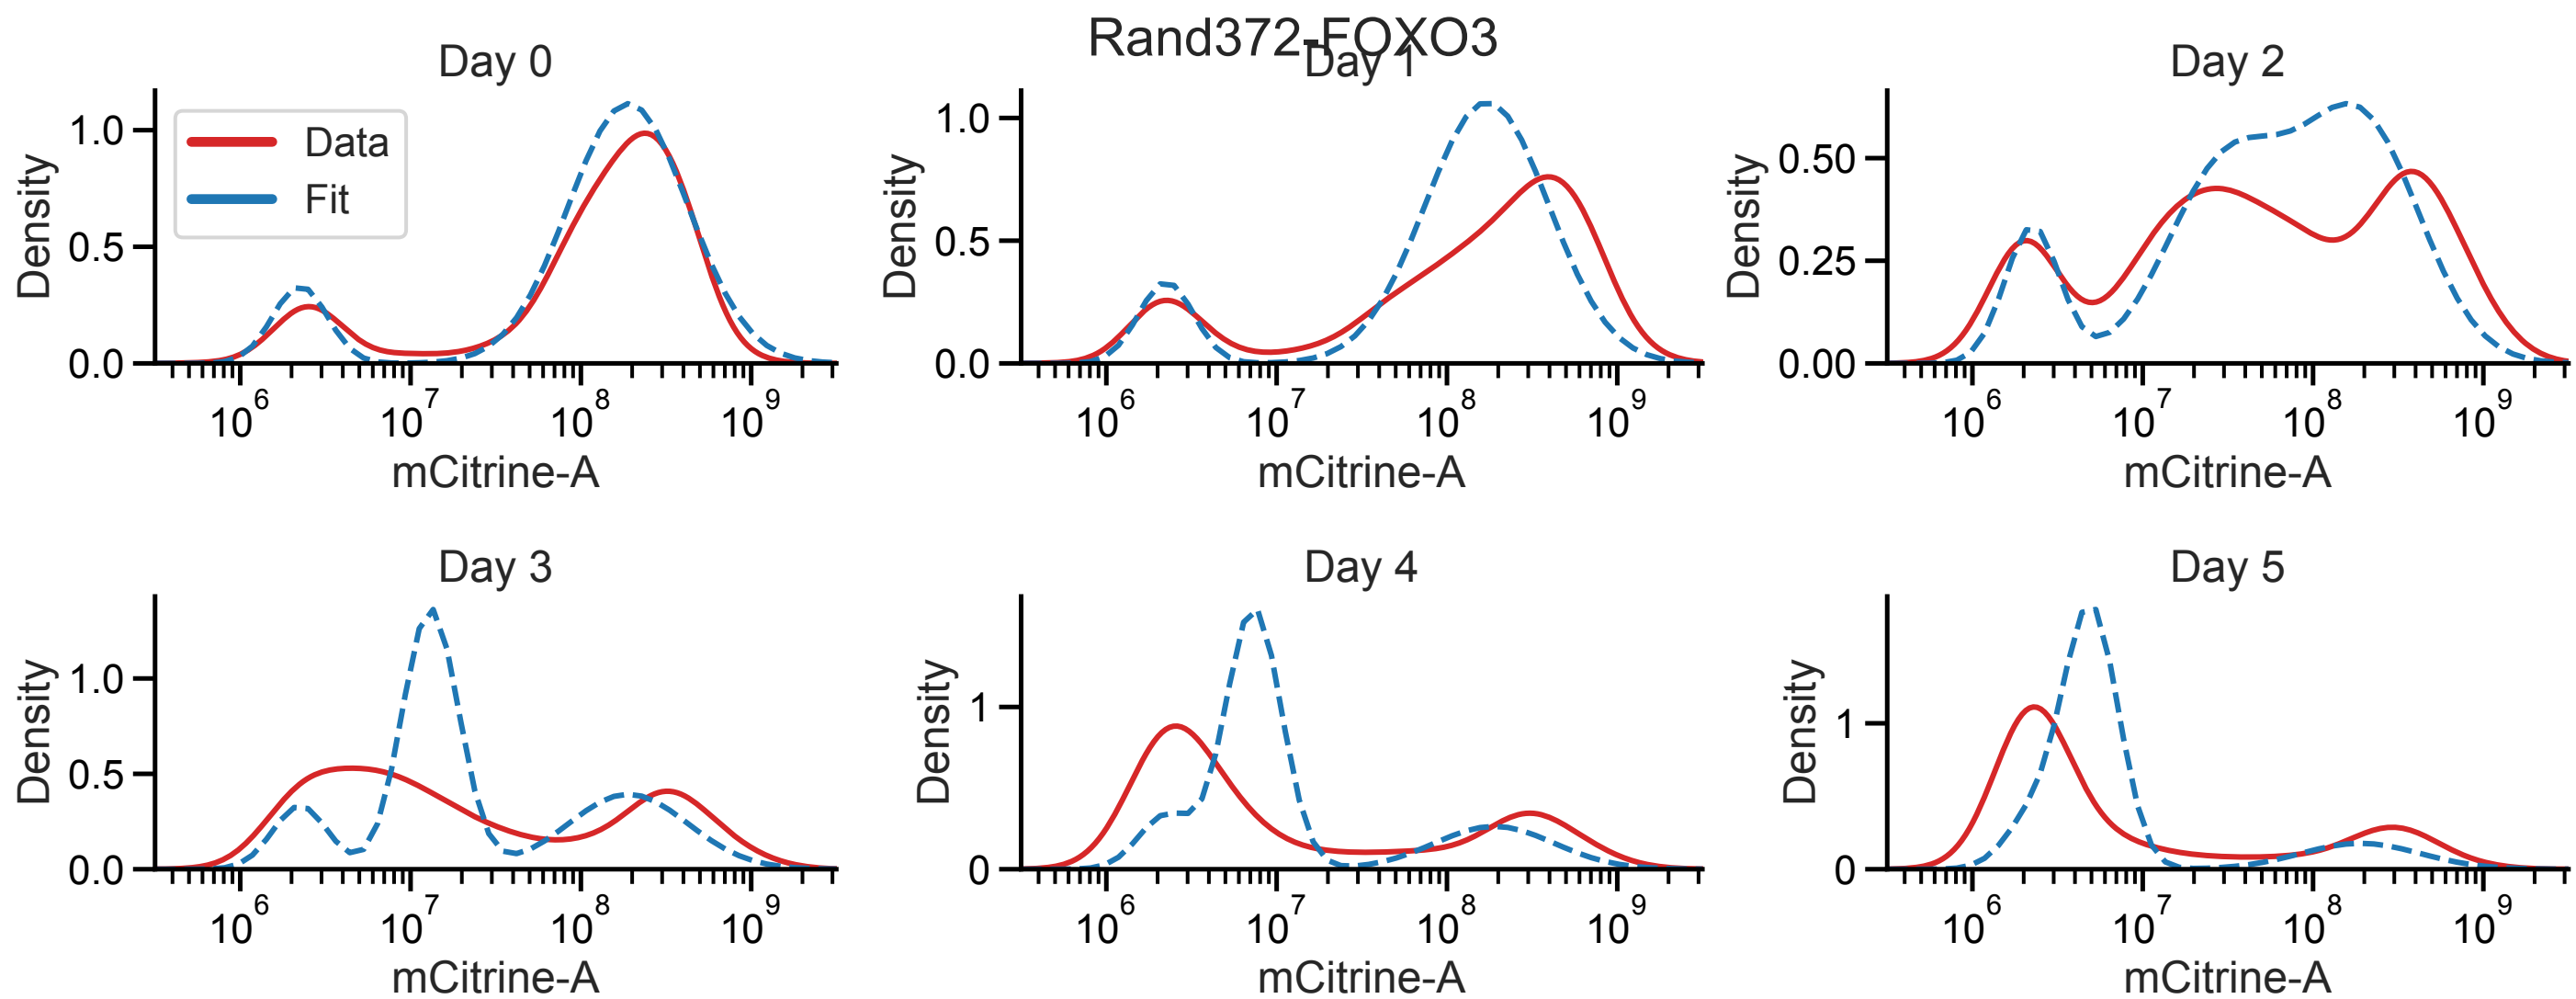 Rand372-FOXO3
Day 0
Day 1
Day 2
Density
1.0
0.5
0.0
Data
Fit
10^6 10^7 10^8 10^9
mCitrine-A
Density
1.0
0.5
0.0
10^6 10^7 10^8 10^9
mCitrine-A
Density
0.50
0.25
0.00
10^6 10^7 10^8 10^9
mCitrine-A
Day 3
Day 4
Day 5
Density
1.0
0.5
0.0
10^6 10^7 10^8 10^9
mCitrine-A
Density
1
0
10^6 10^7 10^8 10^9
mCitrine-A
Density
1
0
10^6 10^7 10^8 10^9
mCitrine-A